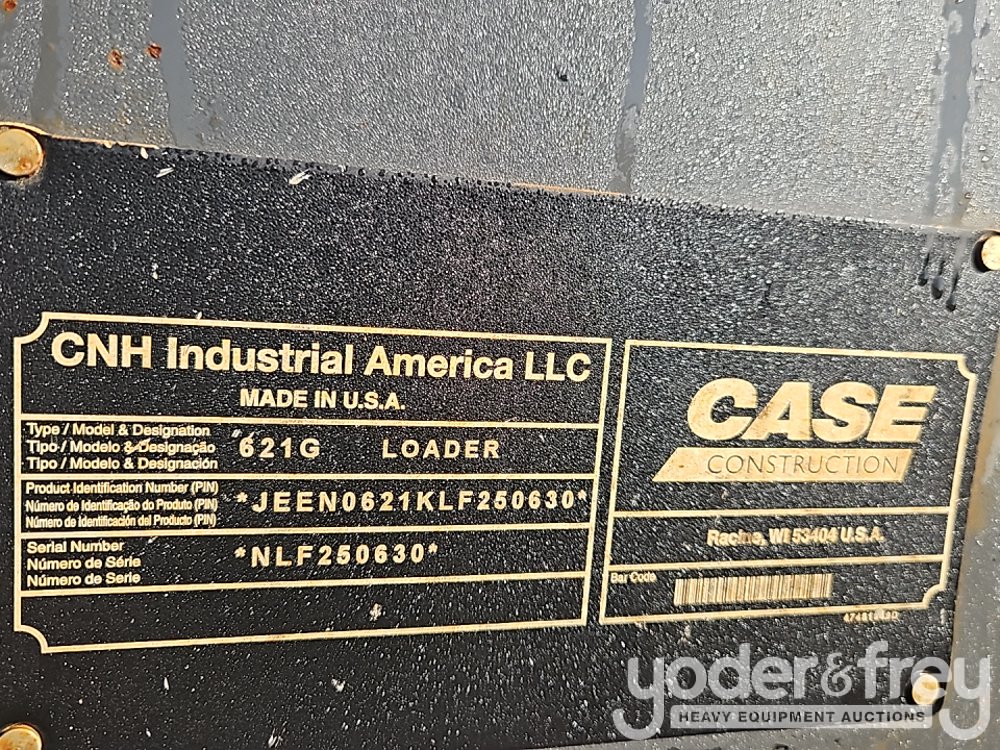 CNH Industrial America LLC
MADE IN U.S.A.
Type / Model & Designation
Tipo / Modelo & Designação
Tipo / Modelo & Designación
621G LOADER
Product Identification Number (PIN)
Número de Identificação do Produto (PIN)
Número de Identificación del Producto (PIN)
*JEEN0621KLF250630*
Serial Number
Número de Série
Número de Serie
*NLF250630*
CASE
CONSTRUCTION
Racine, WI 53404 U.S.A.
Bar Code
yoder&frey
HEAVY EQUIPMENT AUCTIONS